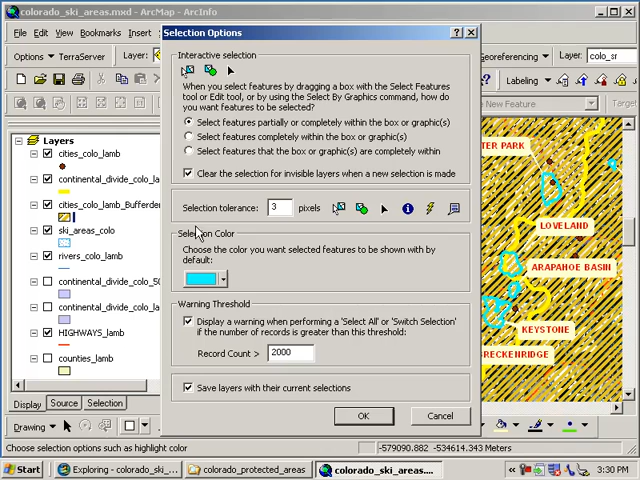 colorado_ski_areas.mxd - ArcMap - ArcInfo
File Edit View Bookmarks Insert
Options TerraServer Layer:
Georeferencing Layer: colo_sr
Labeling
New Feature
Layers
cities_colo_lamb
continental_divide_colo_lamb
cities_colo_lamb_Bufferden
ski_areas_colo
rivers_colo_lamb
continental_divide_colo_50
continental_divide_colo_lamb
HIGHWAYS_lamb
counties_lamb
Display Source Selection
Drawing
Choose selection options such as highlight color
Selection Options
Interactive selection
When you select features by dragging a box with the Select Features
tool or Edit tool, or by using the Select By Graphics command, how do
you want features to be selected?
Select features partially or completely within the box or graphic(s)
Select features completely within the box or graphic(s)
Select features that the box or graphic(s) are completely within
Clear the selection for invisible layers when a new selection is made
Selection tolerance: 3 pixels
Selection Color
Choose the color you want selected features to be shown with by
default:
Warning Threshold
Display a warning when performing a 'Select All' or 'Switch Selection'
if the number of records is greater than this threshold:
Record Count > 2000
Save layers with their current selections
OK Cancel
TER PARK
LOVELAND
ARAPAHOE BASIN
KEYSTONE
BRECKENRIDGE
-579090.882 -534614.343 Meters
Start Exploring - colorado_ski_... colorado_protected_areas colorado_ski_areas.... 3:30 PM